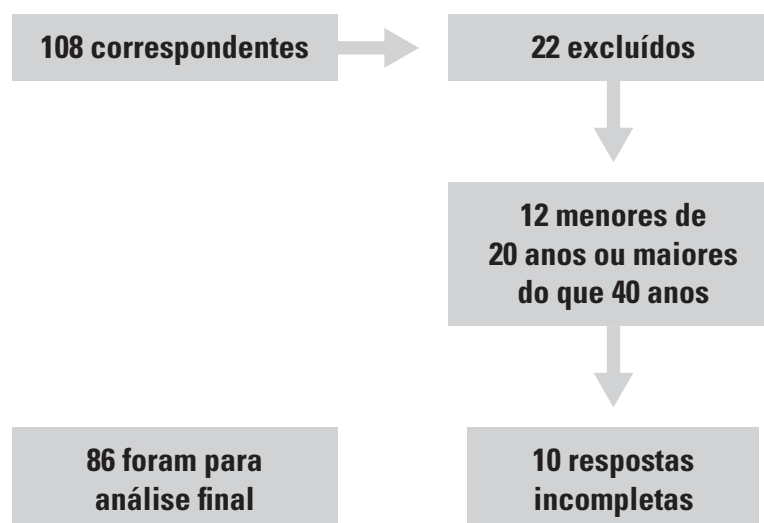 108 correspondentes
22 excluídos
12 menores de
20 anos ou maiores
do que 40 anos
86 foram para
análise final
10 respostas
incompletas